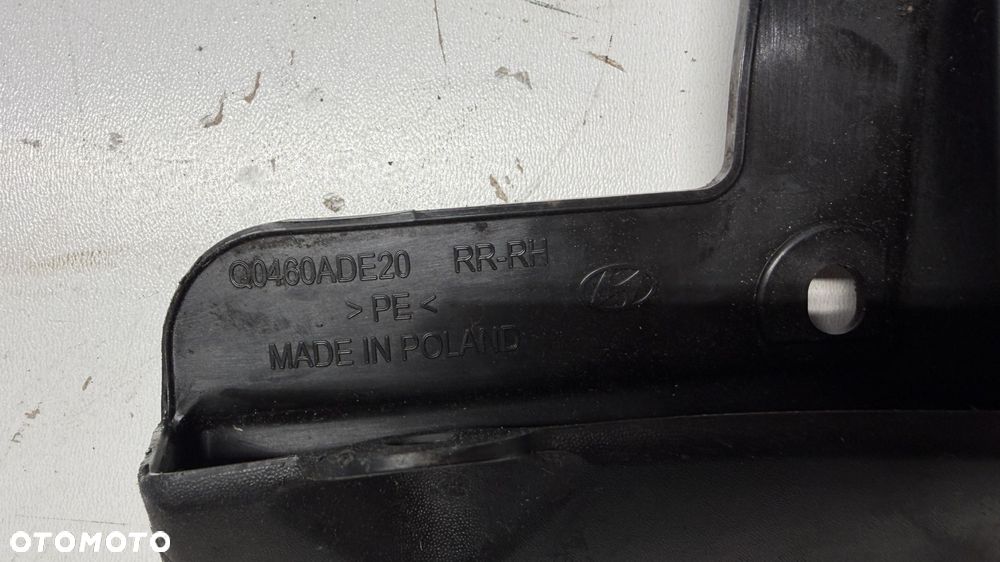 Q0460ADE20 RR-RH
>PE<
MADE IN POLAND
OTOMOTO